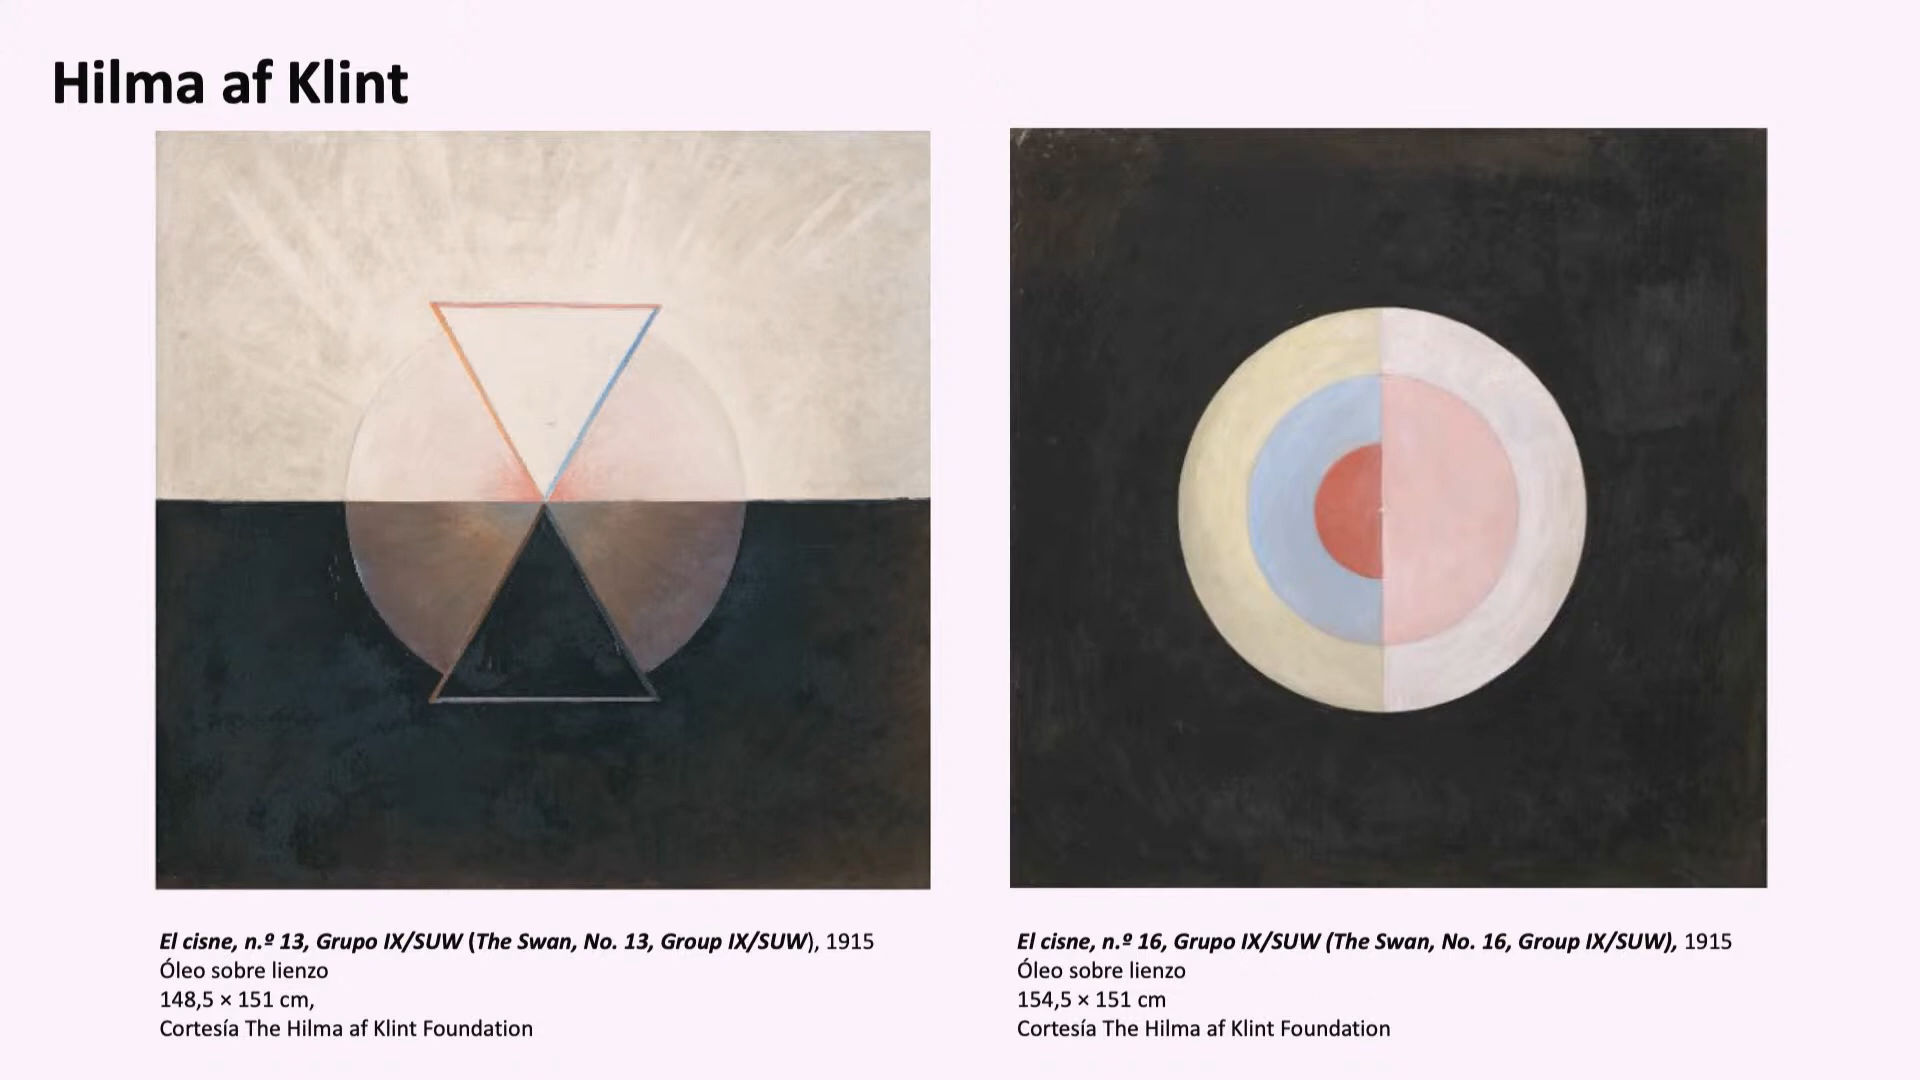 Hilma af Klint
El cisne, n.º 13, Grupo IX/SUW (The Swan, No. 13, Group IX/SUW), 1915
Óleo sobre lienzo
148,5 × 151 cm,
Cortesía The Hilma af Klint Foundation
El cisne, n.º 16, Grupo IX/SUW (The Swan, No. 16, Group IX/SUW), 1915
Óleo sobre lienzo
154,5 × 151 cm
Cortesía The Hilma af Klint Foundation